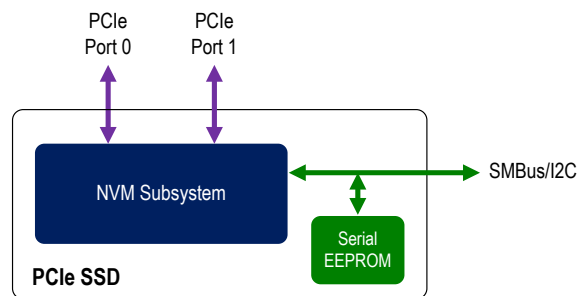 PCIe
Port 0
PCIe
Port 1
NVM Subsystem
SMBus/I2C
Serial
EEPROM
PCIe SSD